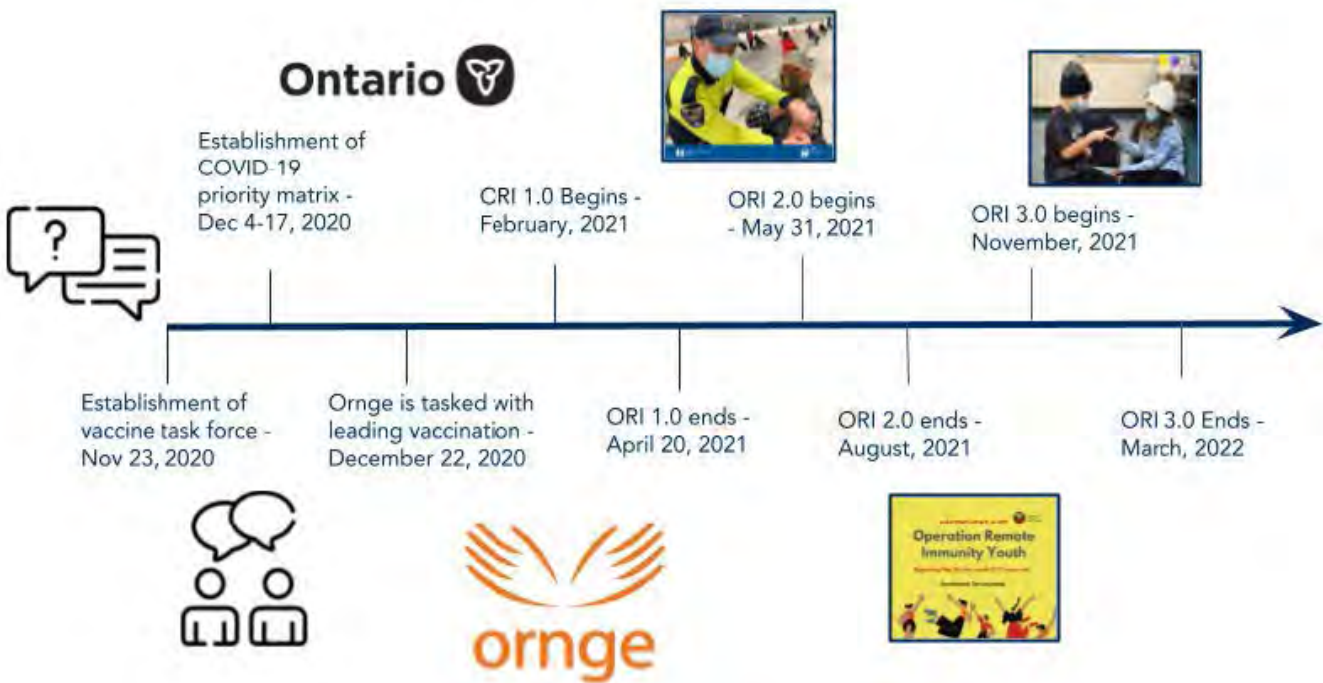 Ontario
Establishment of
COVID-19
priority matrix -
Dec 4-17, 2020
CRI 1.0 Begins -
February, 2021
ORI 2.0 begins
- May 31, 2021
ORI 3.0 begins -
November, 2021
?
Establishment of
vaccine task force -
Nov 23, 2020
Ornge is tasked with
leading vaccination -
December 22, 2020
ORI 1.0 ends -
April 20, 2021
ORI 2.0 ends -
August, 2021
ORI 3.0 Ends -
March, 2022
ornge
Operation Remote
Immunity Youth